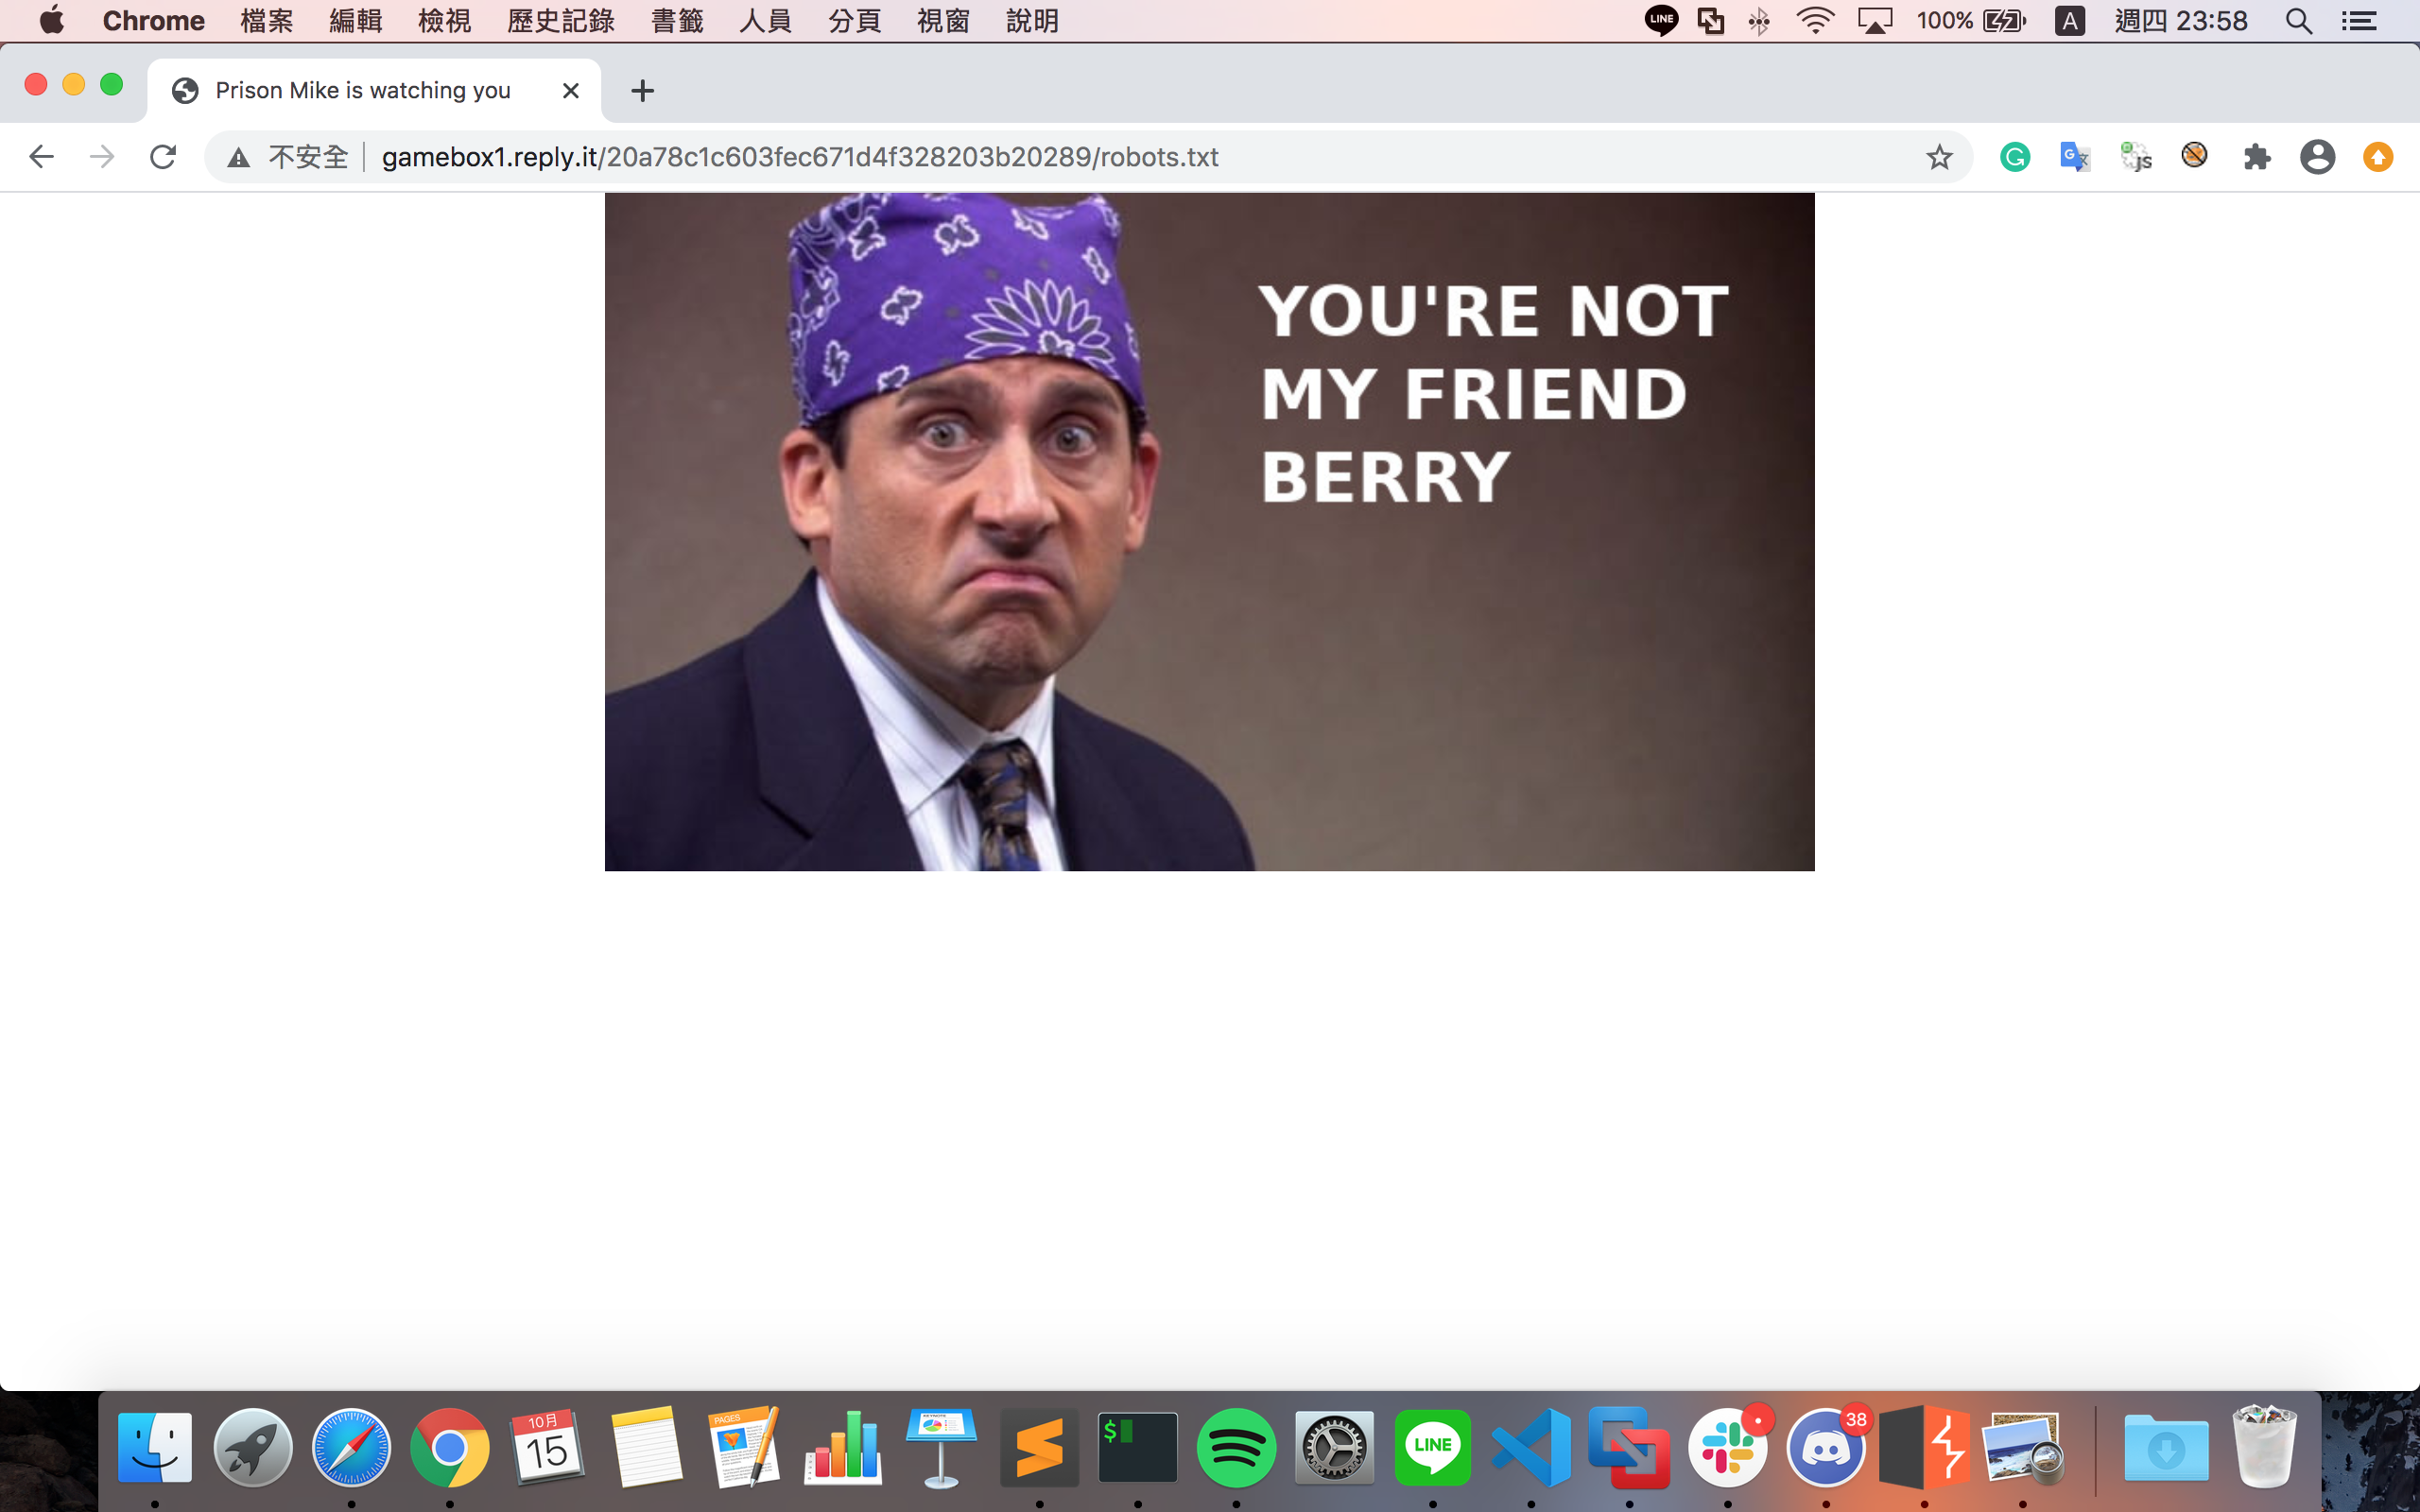 Chrome 檔案 編輯 檢視 歷史記錄 書籤 人員 分頁 視窗 說明 LINE 100% A 週四 23:58
Prison Mike is watching you
不安全 gamebox1.reply.it/20a78c1c603fec671d4f328203b20289/robots.txt
YOU'RE NOT
MY FRIEND
BERRY
10月
15
PAGES
$
LINE
38